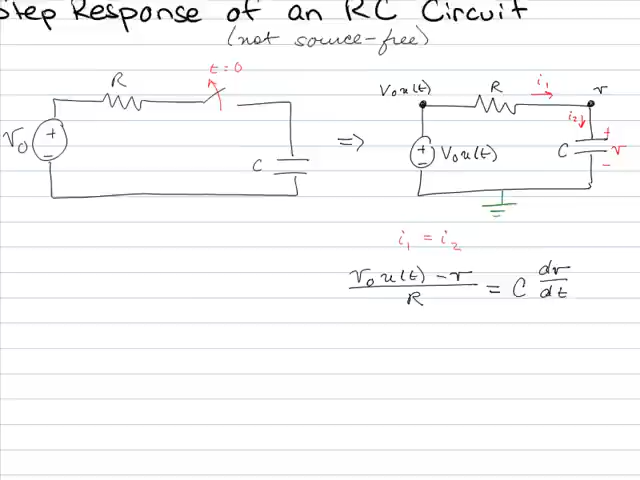 Step Response of an RC Circuit
(not source-free)
t=0
R
V₀
+
−
C
⇒
V₀u(t)
R
i₁
v
i₂
+
−
V₀u(t)
C
+
v
−
i₁ = i₂
(V₀u(t) − v)/R = C dv/dt